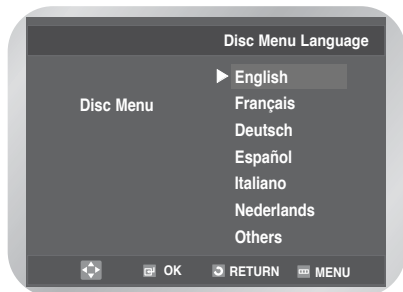 Disc Menu Language
English
Disc Menu
Français
Deutsch
Español
Italiano
Nederlands
Others
OK RETURN MENU